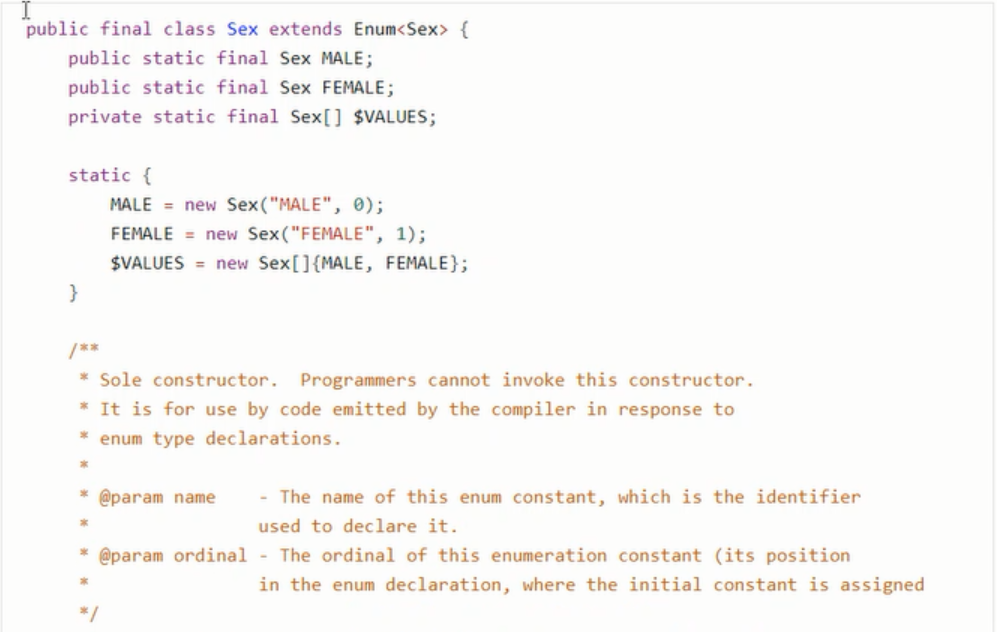 public final class Sex extends Enum<Sex> {
    public static final Sex MALE;
    public static final Sex FEMALE;
    private static final Sex[] $VALUES;

    static {
        MALE = new Sex("MALE", 0);
        FEMALE = new Sex("FEMALE", 1);
        $VALUES = new Sex[]{MALE, FEMALE};
    }

    /**
     * Sole constructor.  Programmers cannot invoke this constructor.
     * It is for use by code emitted by the compiler in response to
     * enum type declarations.
     *
     * @param name    - The name of this enum constant, which is the identifier
     *                used to declare it.
     * @param ordinal - The ordinal of this enumeration constant (its position
     *                in the enum declaration, where the initial constant is assigned
     */